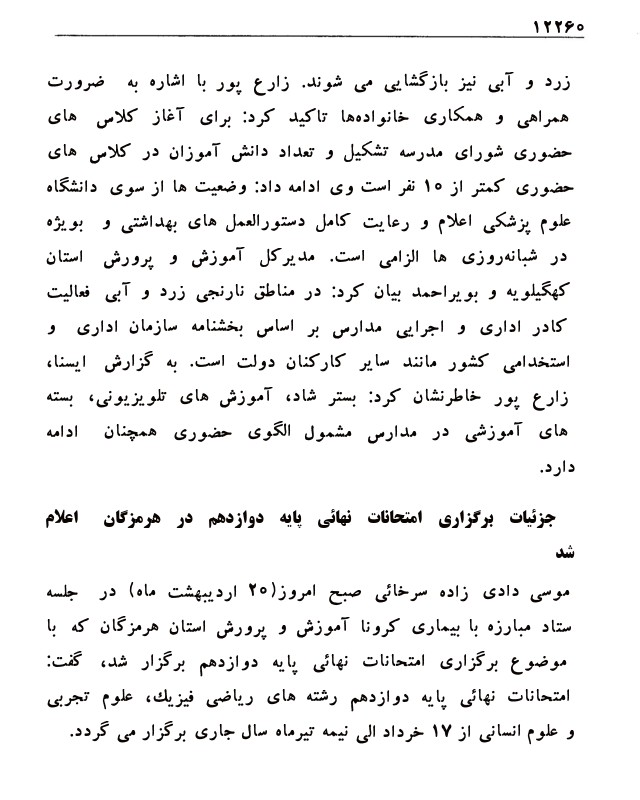 ۱۲۲۶۰
زرد و آبی نیز بازگشایی می شوند. زارع پور با اشاره به ضرورت
همراهی و همکاری خانواده‌ها تاکید کرد: برای آغاز کلاس های
حضوری شورای مدرسه تشکیل و تعداد دانش آموزان در کلاس های
حضوری کمتر از ۱۰ نفر است وی ادامه داد: وضعیت ها از سوی دانشگاه
علوم پزشکی اعلام و رعایت کامل دستورالعمل های بهداشتی و بویژه
در شبانه‌روزی ها الزامی است. مدیرکل آموزش و پرورش استان
کهگیلویه و بویراحمد بیان کرد: در مناطق نارنجی زرد و آبی فعالیت
کادر اداری و اجرایی مدارس بر اساس بخشنامه سازمان اداری و
استخدامی کشور مانند سایر کارکنان دولت است. به گزارش ایسنا،
زارع پور خاطرنشان کرد: بستر شاد، آموزش های تلویزیونی، بسته
های آموزشی در مدارس مشمول الگوی حضوری همچنان ادامه
دارد.
جزئیات برگزاری امتحانات نهائی پایه دوازدهم در هرمزگان اعلام
شد
موسی دادی زاده سرخائی صبح امروز(۲۰ اردیبهشت ماه) در جلسه
ستاد مبارزه با بیماری کرونا آموزش و پرورش استان هرمزگان که با
موضوع برگزاری امتحانات نهائی پایه دوازدهم برگزار شد، گفت:
امتحانات نهائی پایه دوازدهم رشته های ریاضی فیزیك، علوم تجربی
و علوم انسانی از ۱۷ خرداد الی نیمه تیرماه سال جاری برگزار می گردد.